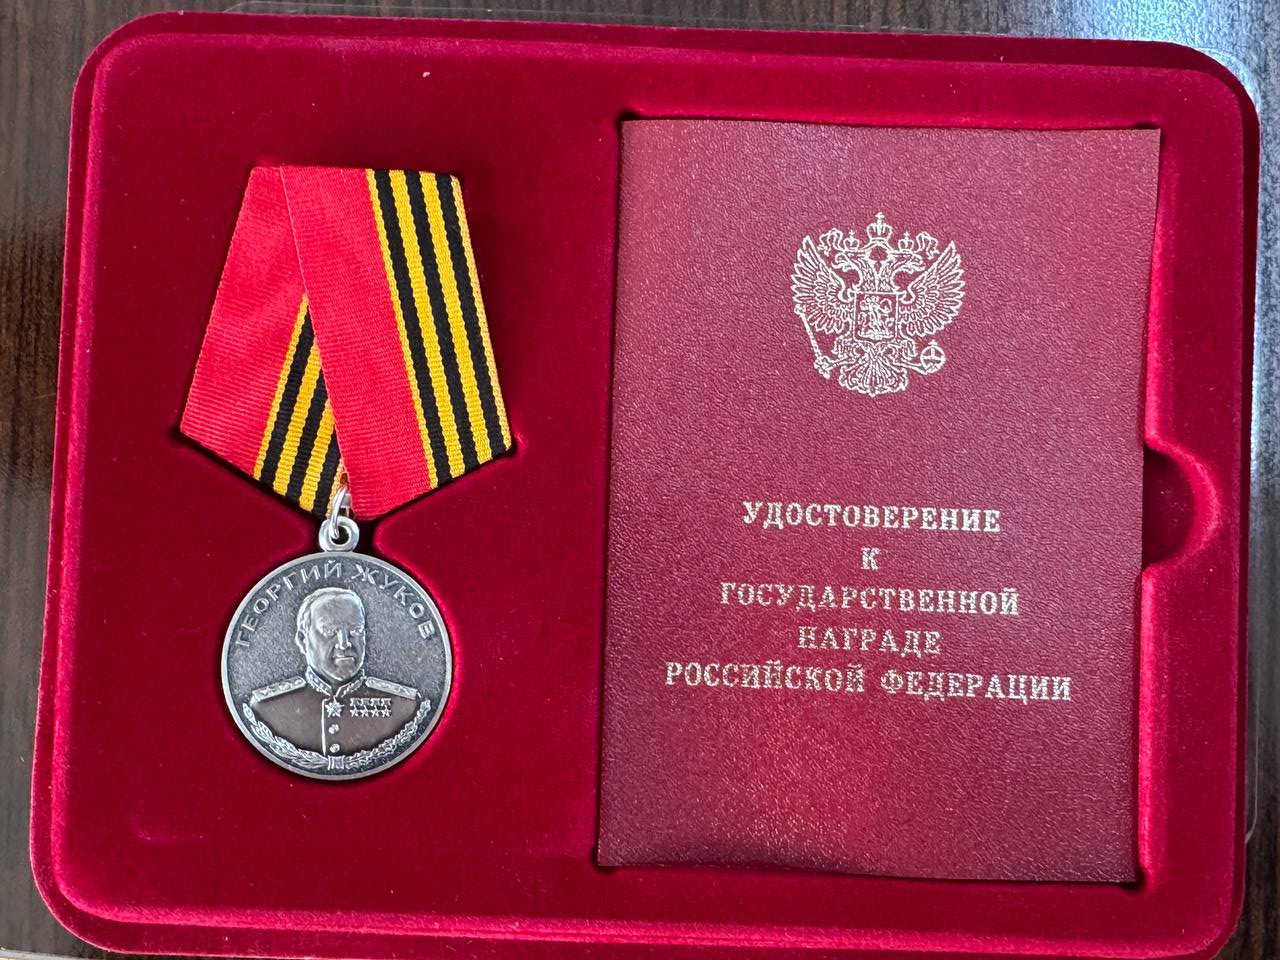 ГЕОРГИЙ ЖУКОВ
УДОСТОВЕРЕНИЕ
К
ГОСУДАРСТВЕННОЙ
НАГРАДЕ
РОССИЙСКОЙ ФЕДЕРАЦИИ